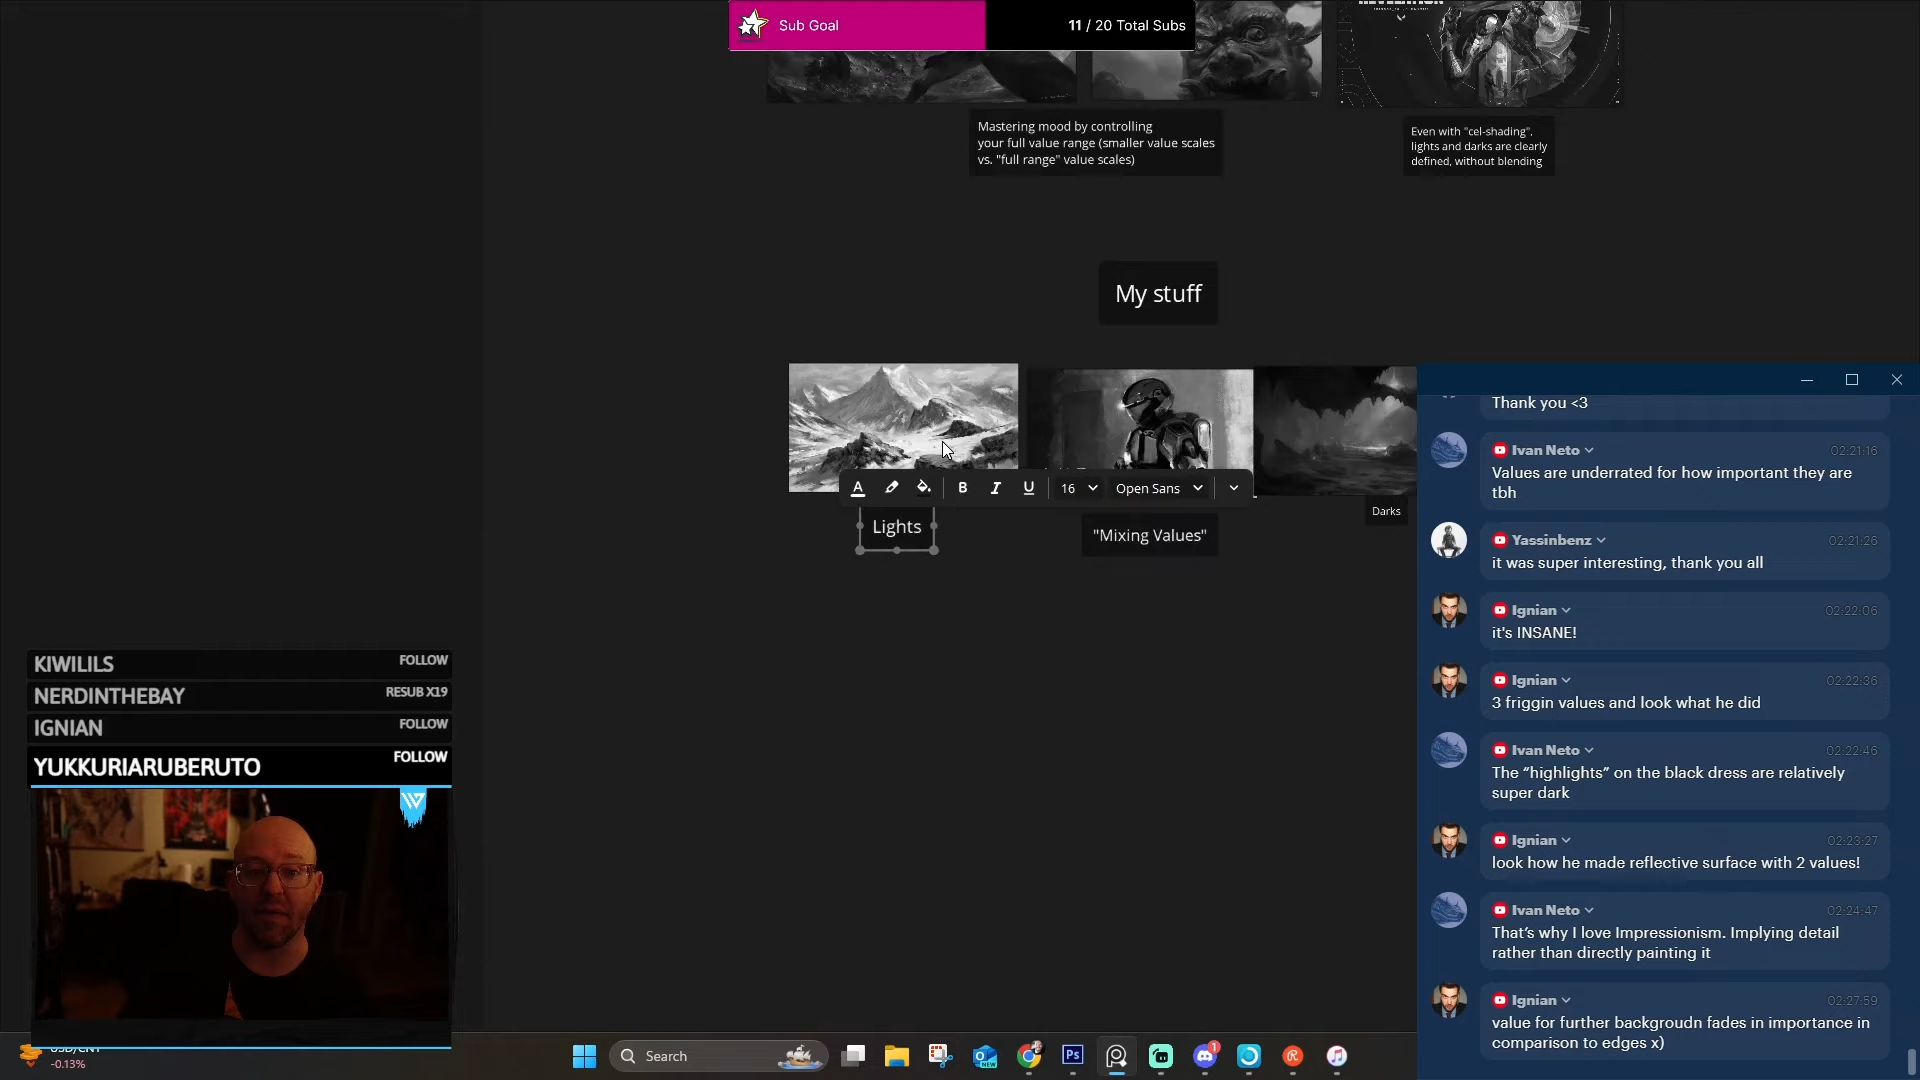 Sub Goal
11 / 20 Total Subs
Mastering mood by controlling
your full value range (smaller value scales
vs. "full range" value scales)
Even with "cel-shading",
lights and darks are clearly
defined, without blending
My stuff
A
B I U
16
Open Sans
Lights
"Mixing Values"
Darks
Thank you <3
Ivan Neto
02:21:16
Values are underrated for how important they are
tbh
Yassinbenz
02:21:26
it was super interesting, thank you all
Ignian
02:22:06
it's INSANE!
Ignian
02:22:36
3 friggin values and look what he did
Ivan Neto
02:22:46
The “highlights” on the black dress are relatively
super dark
Ignian
02:23:27
look how he made reflective surface with 2 values!
Ivan Neto
02:24:47
That’s why I love Impressionism. Implying detail
rather than directly painting it
Ignian
02:27:59
value for further backgroudn fades in importance in
comparison to edges x)
KIWILILS
FOLLOW
NERDINTHEBAY
RESUB X19
IGNIAN
FOLLOW
YUKKURIARUBERUTO
FOLLOW
USD/CNY
-0.13%
Search
NEW
Ps
1